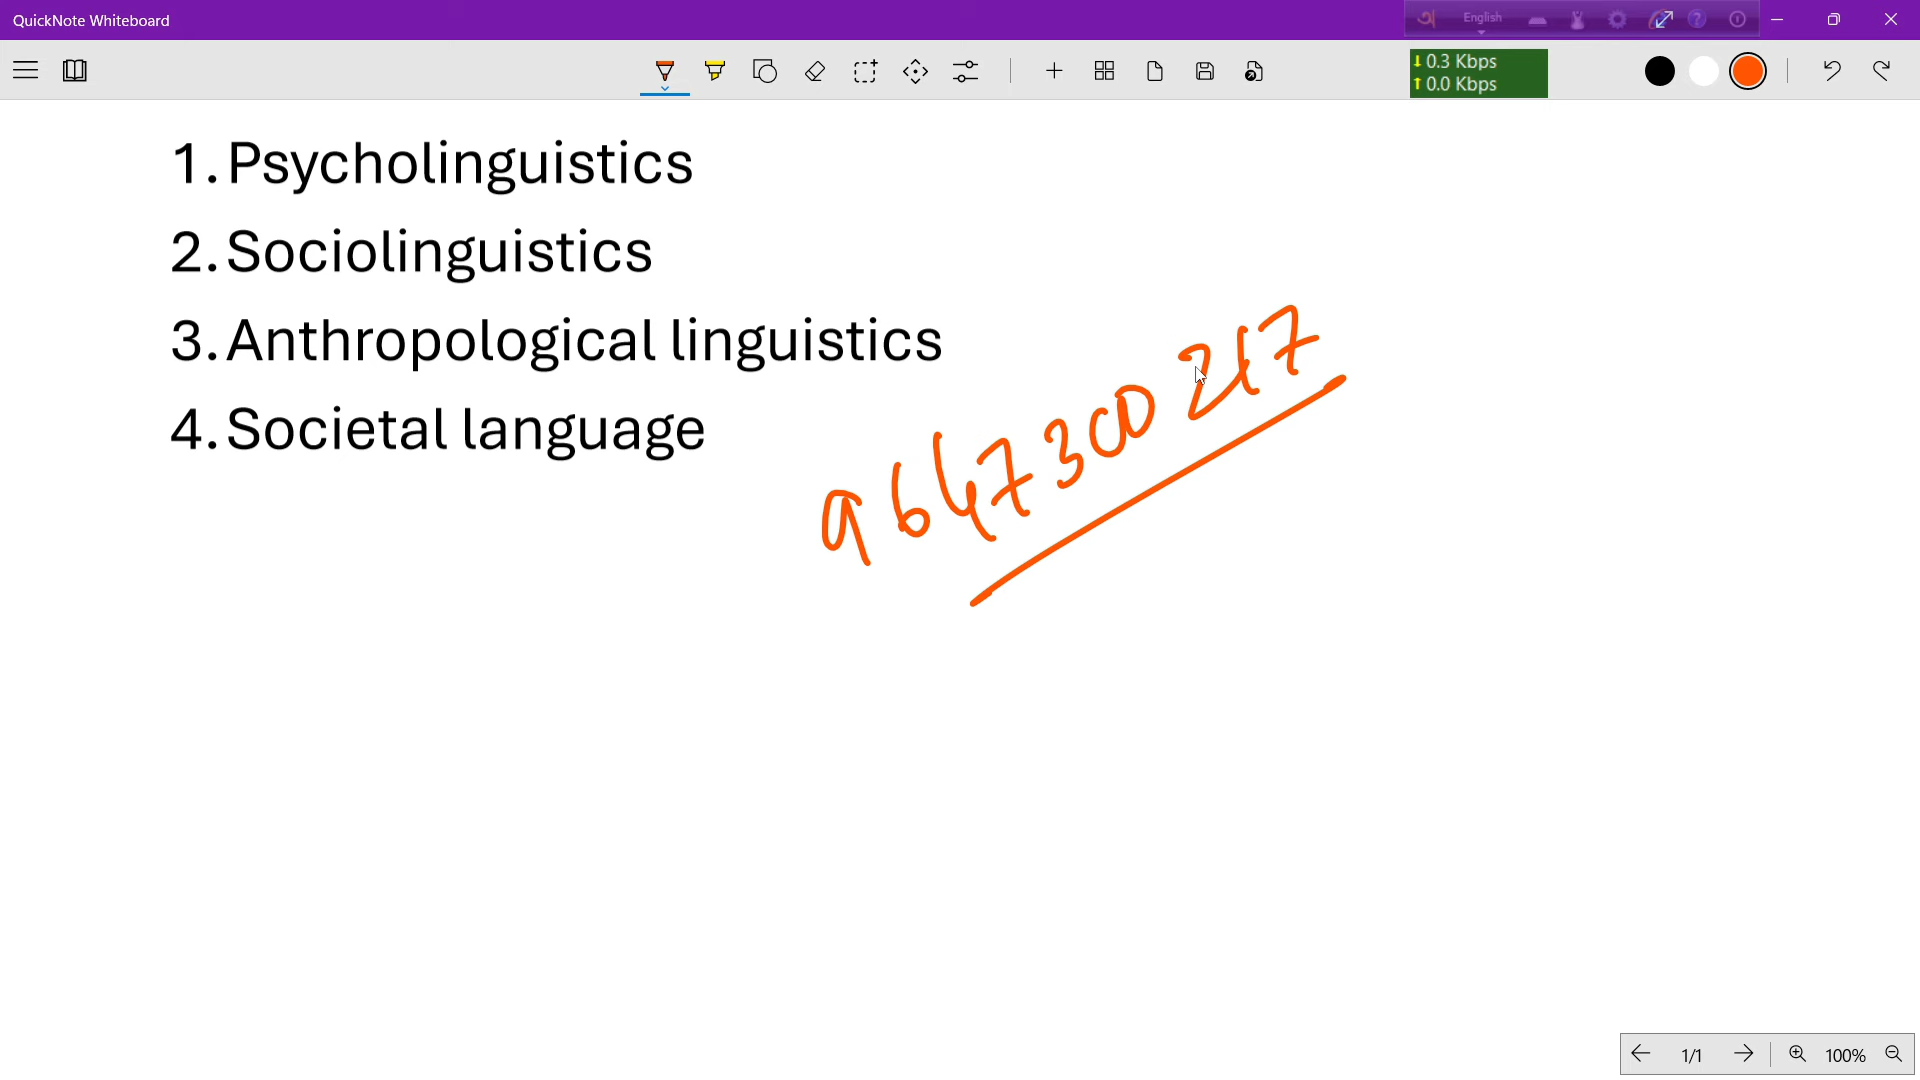 QuickNote Whiteboard
English
0.3 Kbps
0.0 Kbps
1. Psycholinguistics
2. Sociolinguistics
3. Anthropological linguistics
4. Societal language
9647300217
1/1
100%